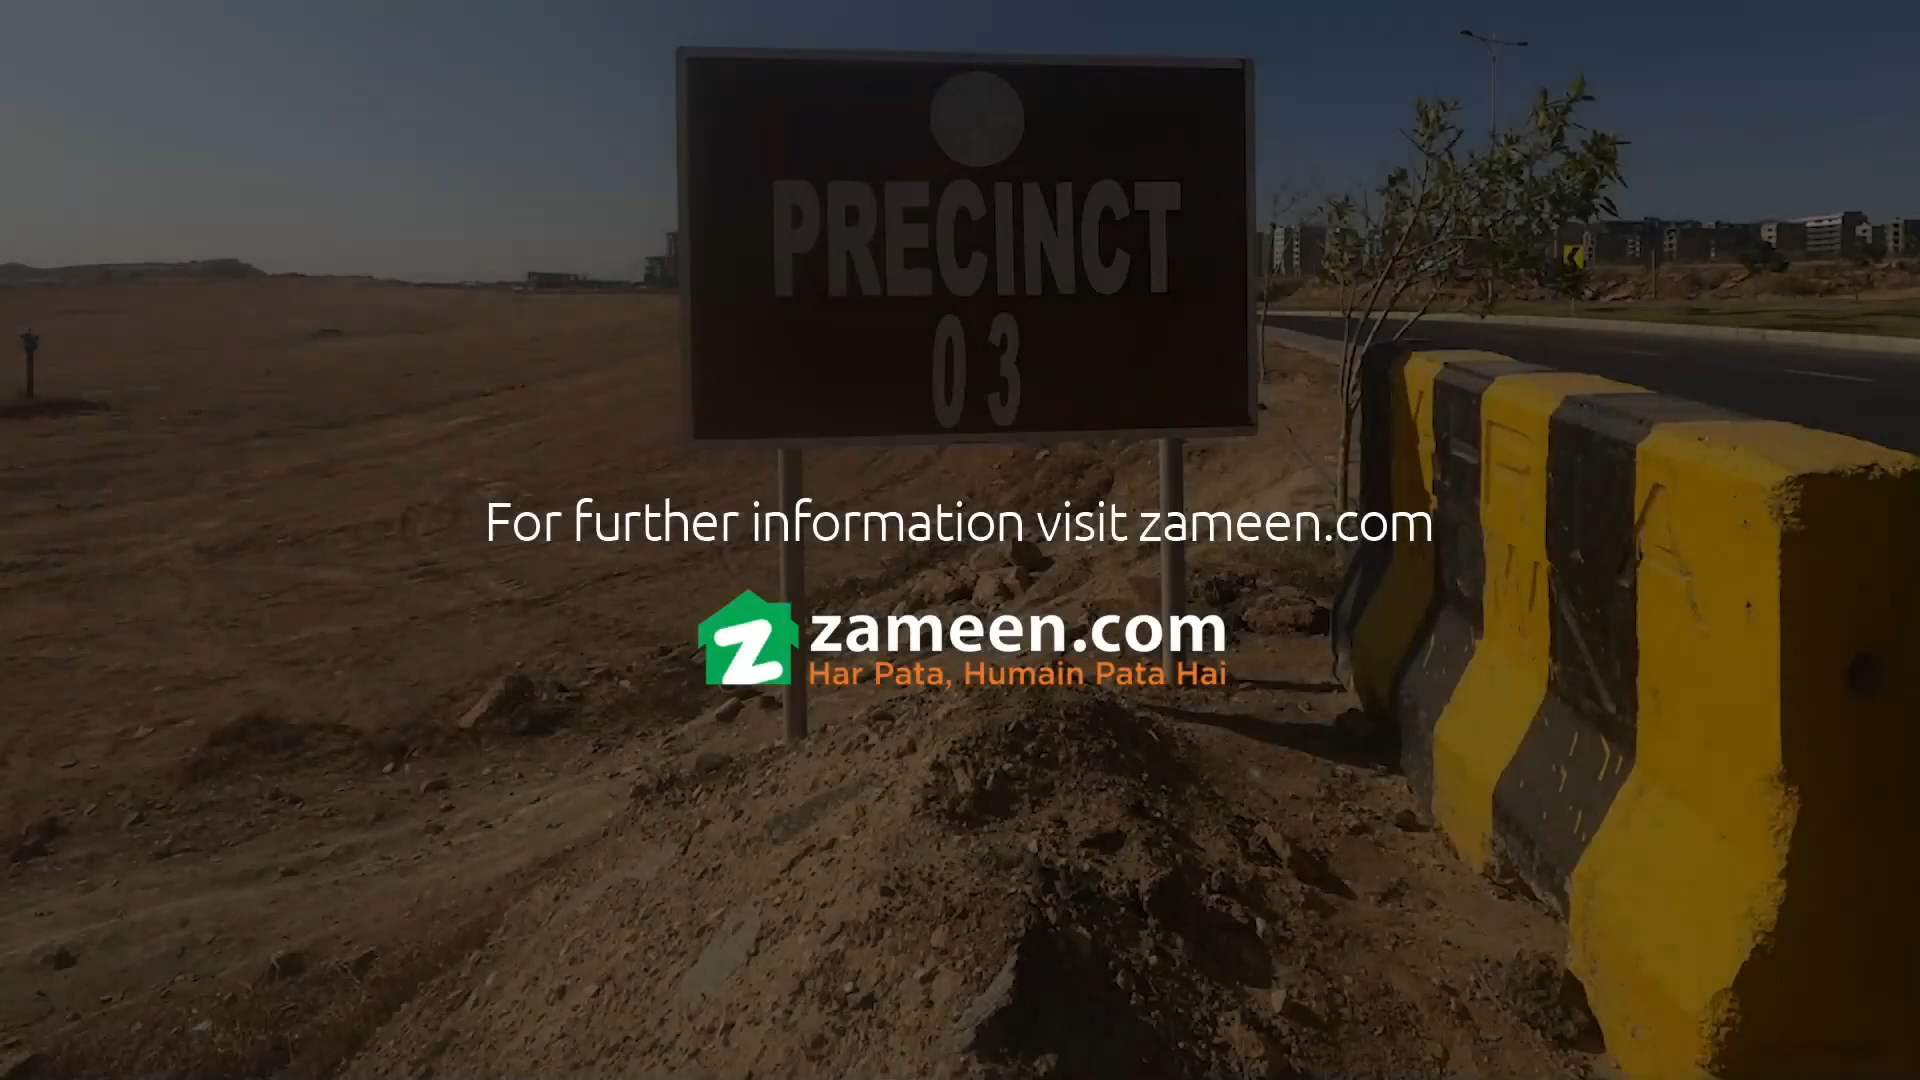 PRECINCT
03
For further information visit zameen.com
zameen.com
Har Pata, Humain Pata Hai